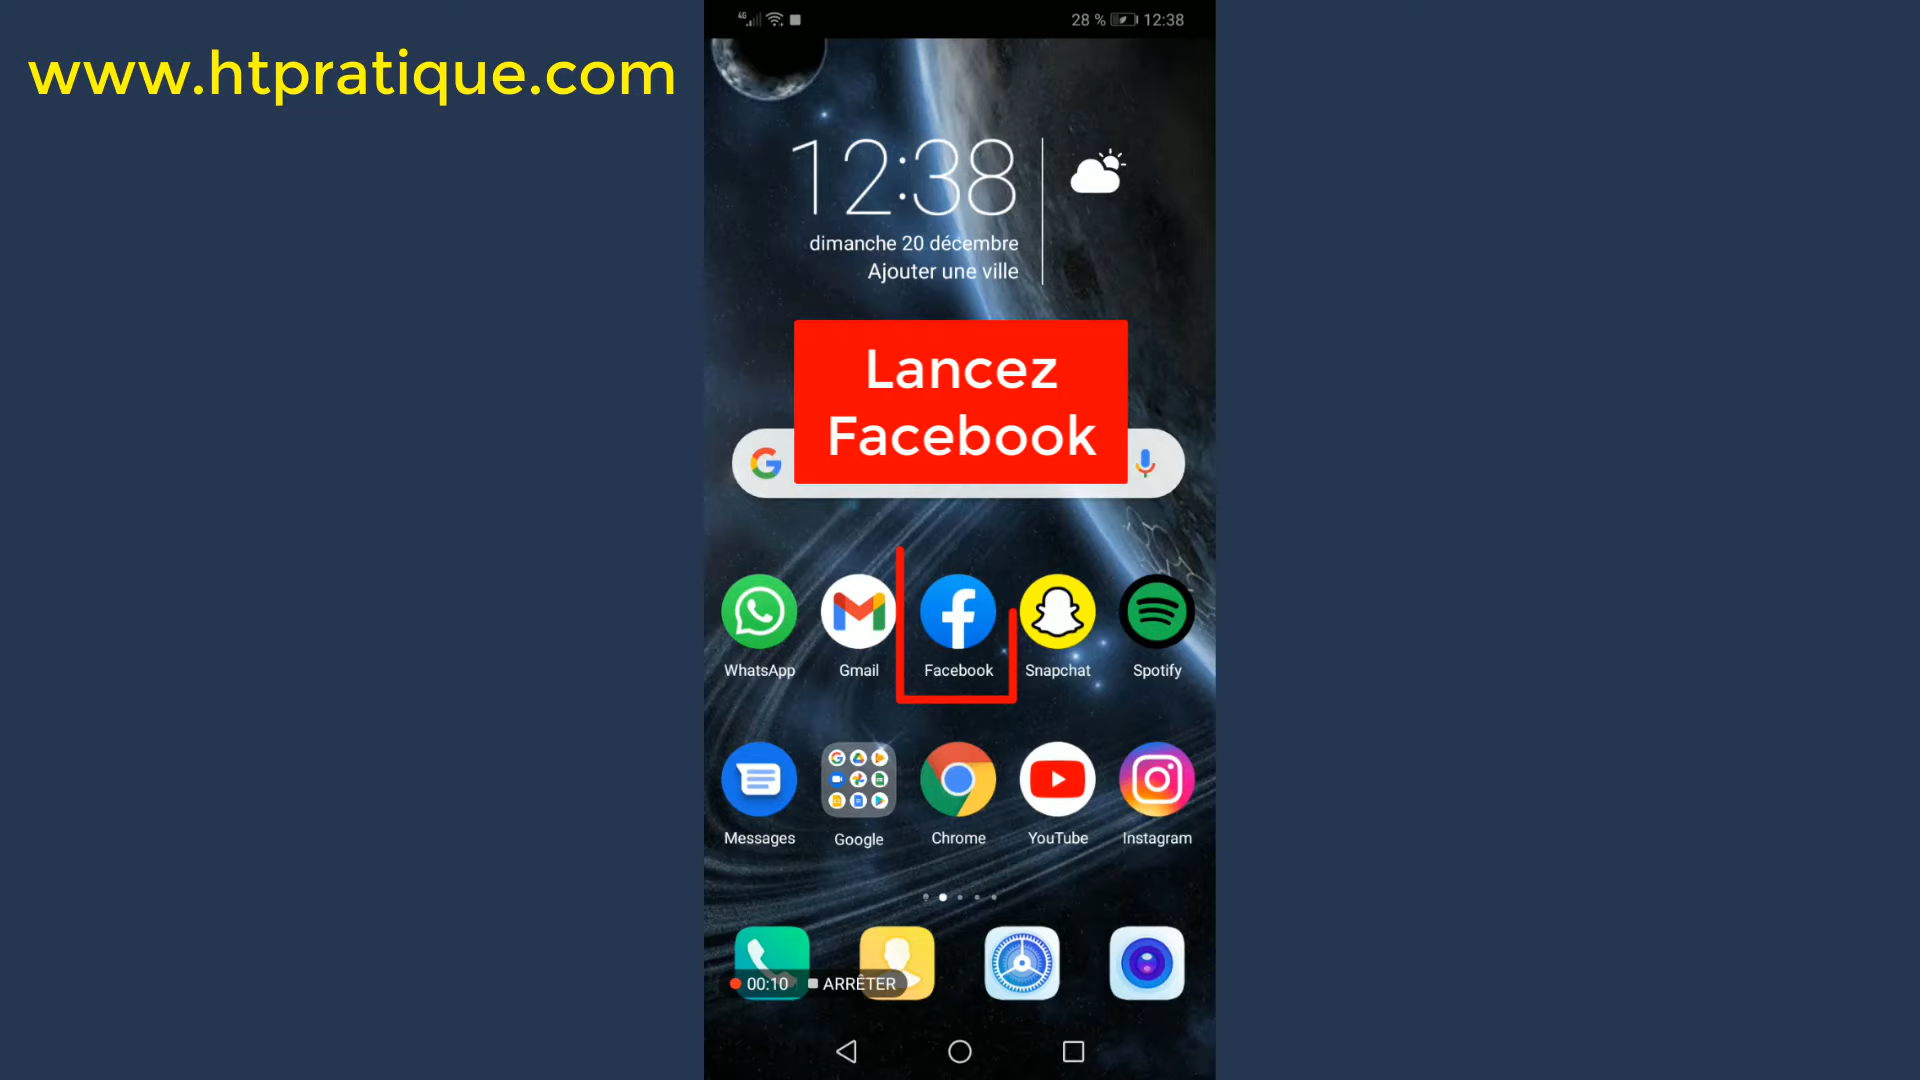 www.htpratique.com
4G 28 % 12:38
12:38
dimanche 20 décembre
Ajouter une ville
Lancez
Facebook
WhatsApp Gmail Facebook Snapchat Spotify
Messages Google Chrome YouTube Instagram
00:10 ARRÊTER